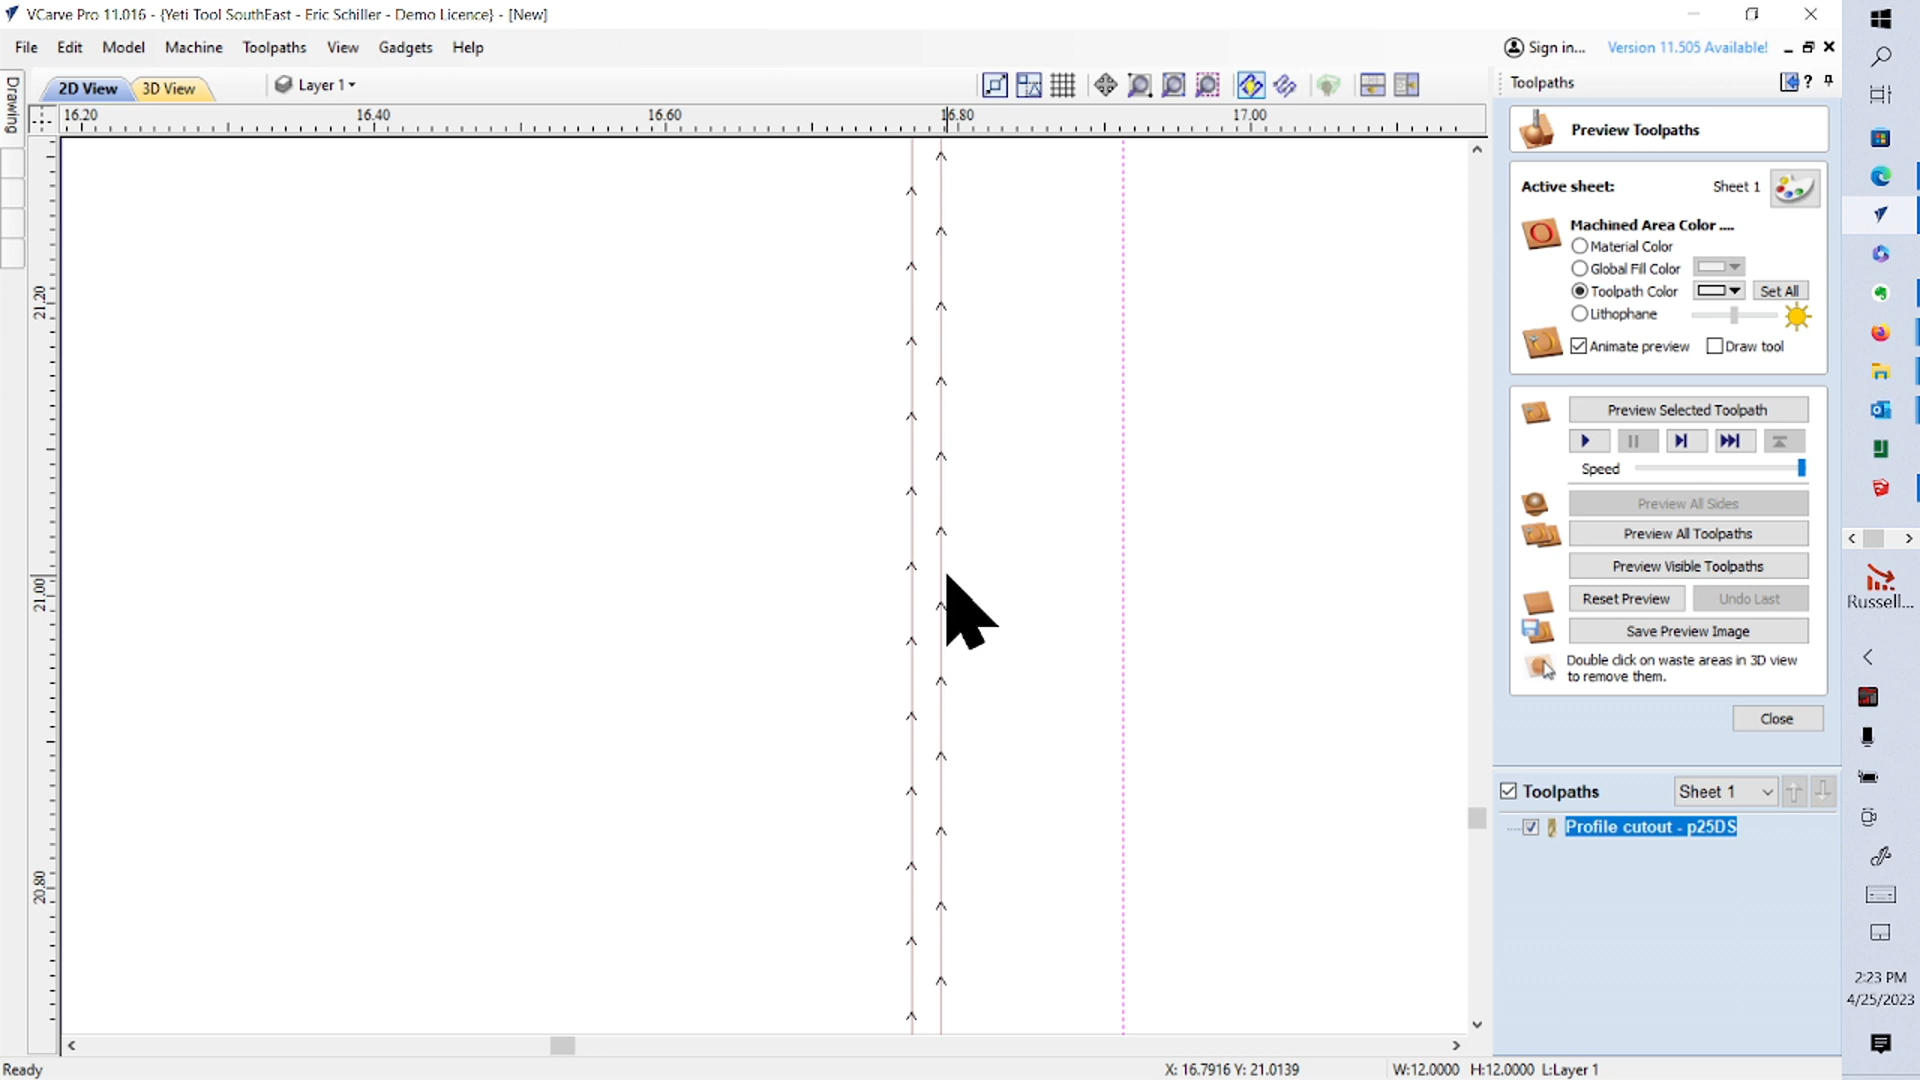 VCarve Pro 11.016 - {Yeti Tool SouthEast - Eric Schiller - Demo Licence} - [New]
File Edit Model Machine Toolpaths View Gadgets Help
Sign in... Version 11.505 Available!
Drawing
2D View 3D View Layer 1
Toolpaths
16.20 16.40 16.60 16.80 17.00
21.20
21.00
20.80
Preview Toolpaths
Active sheet: Sheet 1
Machined Area Color ....
Material Color
Global Fill Color
Toolpath Color Set All
Lithophane
Animate preview Draw tool
Preview Selected Toolpath
Speed
Preview All Sides
Preview All Toolpaths
Preview Visible Toolpaths
Reset Preview Undo Last
Save Preview Image
Double click on waste areas in 3D view
to remove them.
Close
Toolpaths Sheet 1
Profile cutout - p25DS
Russell...
2:23 PM
4/25/2023
Ready X: 16.7916 Y: 21.0139 W:12.0000 H:12.0000 L:Layer 1